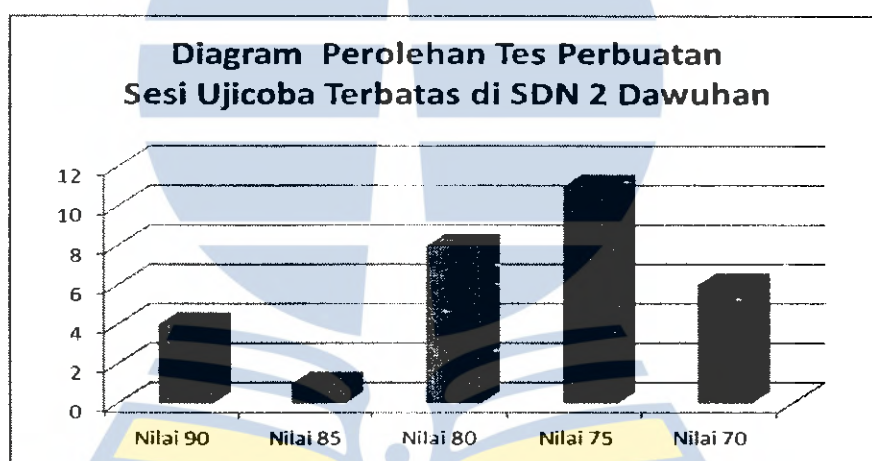 Diagram Perolehan Tes Perbuatan
Sesi Ujicoba Terbatas di SDN 2 Dawuhan
12
10
8
6
4
2
0
Nilai 90 Nilai 85 Nilai 80 Nilai 75 Nilai 70